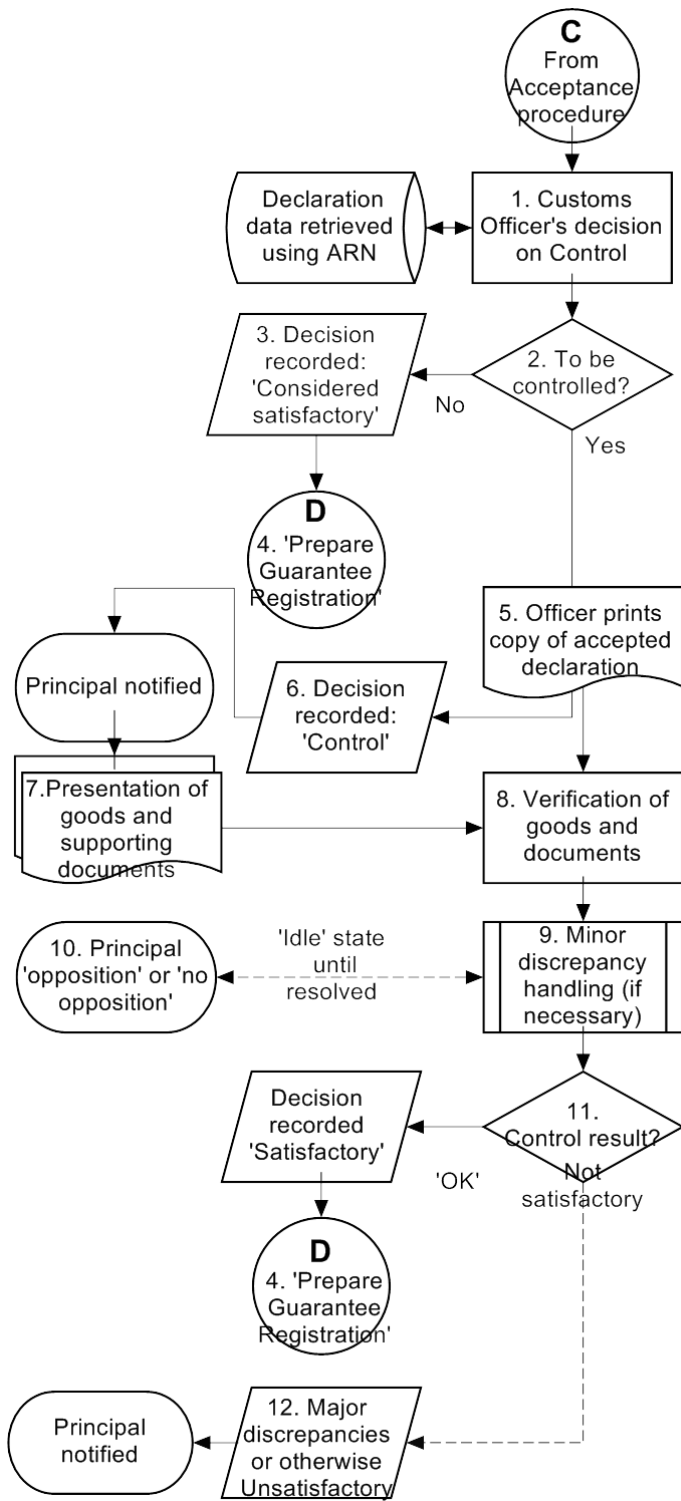 C
From
Acceptance
procedure
Declaration
data retrieved
using ARN
1. Customs
Officer's decision
on Control
3. Decision
recorded:
'Considered
satisfactory'
2. To be
controlled?
No
Yes
D
4. 'Prepare
Guarantee
Registration'
5. Officer prints
copy of accepted
declaration
Principal notified
6. Decision
recorded:
'Control'
7.Presentation of
goods and
supporting
documents
8. Verification of
goods and
documents
10. Principal
'opposition' or 'no
opposition'
'Idle' state
until
resolved
9. Minor
discrepancy
handling (if
necessary)
Decision
recorded
'Satisfactory'
11.
Control result?
'OK'
Not
satisfactory
D
4. 'Prepare
Guarantee
Registration'
Principal
notified
12. Major
discrepancies
or otherwise
Unsatisfactory